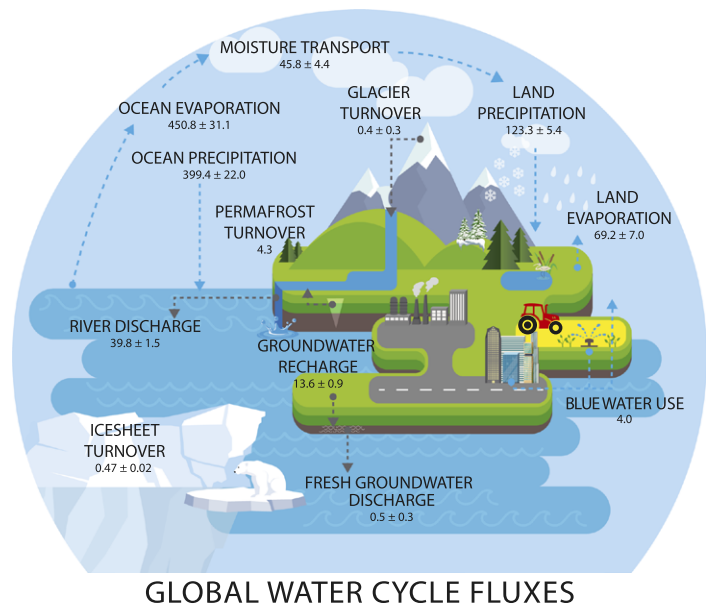 MOISTURE TRANSPORT
45.8 ± 4.4
GLACIER
TURNOVER
0.4 ± 0.3
LAND
PRECIPITATION
123.3 ± 5.4
OCEAN EVAPORATION
450.8 ± 31.1
OCEAN PRECIPITATION
399.4 ± 22.0
PERMAFROST
TURNOVER
4.3
LAND
EVAPORATION
69.2 ± 7.0
RIVER DISCHARGE
39.8 ± 1.5
GROUNDWATER
RECHARGE
13.6 ± 0.9
BLUE WATER USE
4.0
ICESHEET
TURNOVER
0.47 ± 0.02
FRESH GROUNDWATER
DISCHARGE
0.5 ± 0.3
GLOBAL WATER CYCLE FLUXES